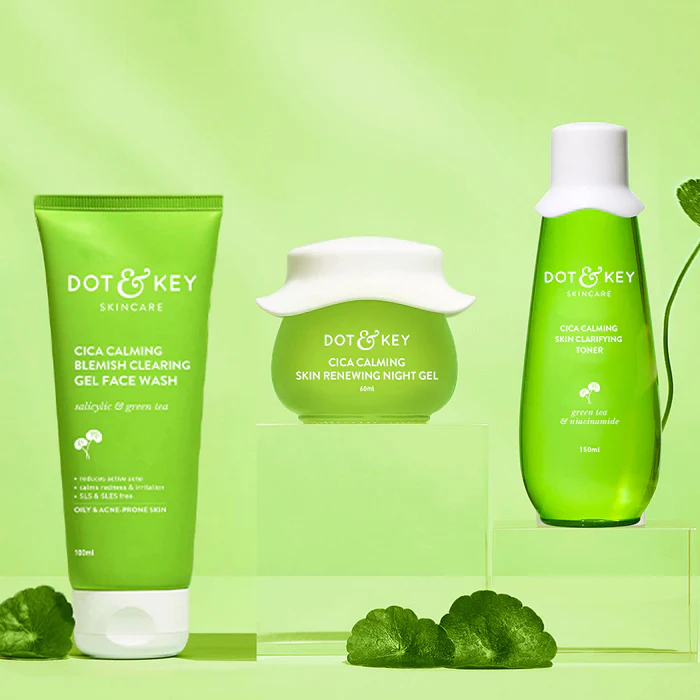 DOT & KEY
SKINCARE
CICA CALMING
BLEMISH CLEARING
GEL FACE WASH
salicylic & green tea
• reduces active acne
• calms redness & irritation
• SLS & SLES free
OILY & ACNE-PRONE SKIN
100ml
DOT & KEY
CICA CALMING
SKIN RENEWING NIGHT GEL
60ml
DOT & KEY
SKINCARE
CICA CALMING
SKIN CLARIFYING
TONER
green tea
& niacinamide
150ml